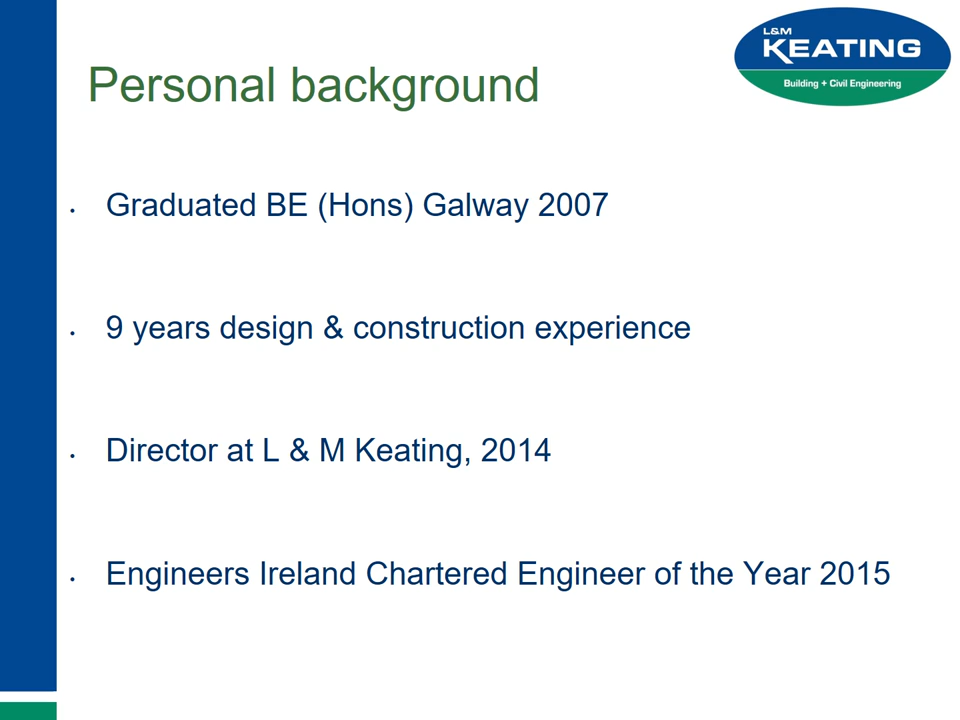 L&M
KEATING
Building + Civil Engineering
Personal background
• Graduated BE (Hons) Galway 2007
• 9 years design & construction experience
• Director at L & M Keating, 2014
• Engineers Ireland Chartered Engineer of the Year 2015